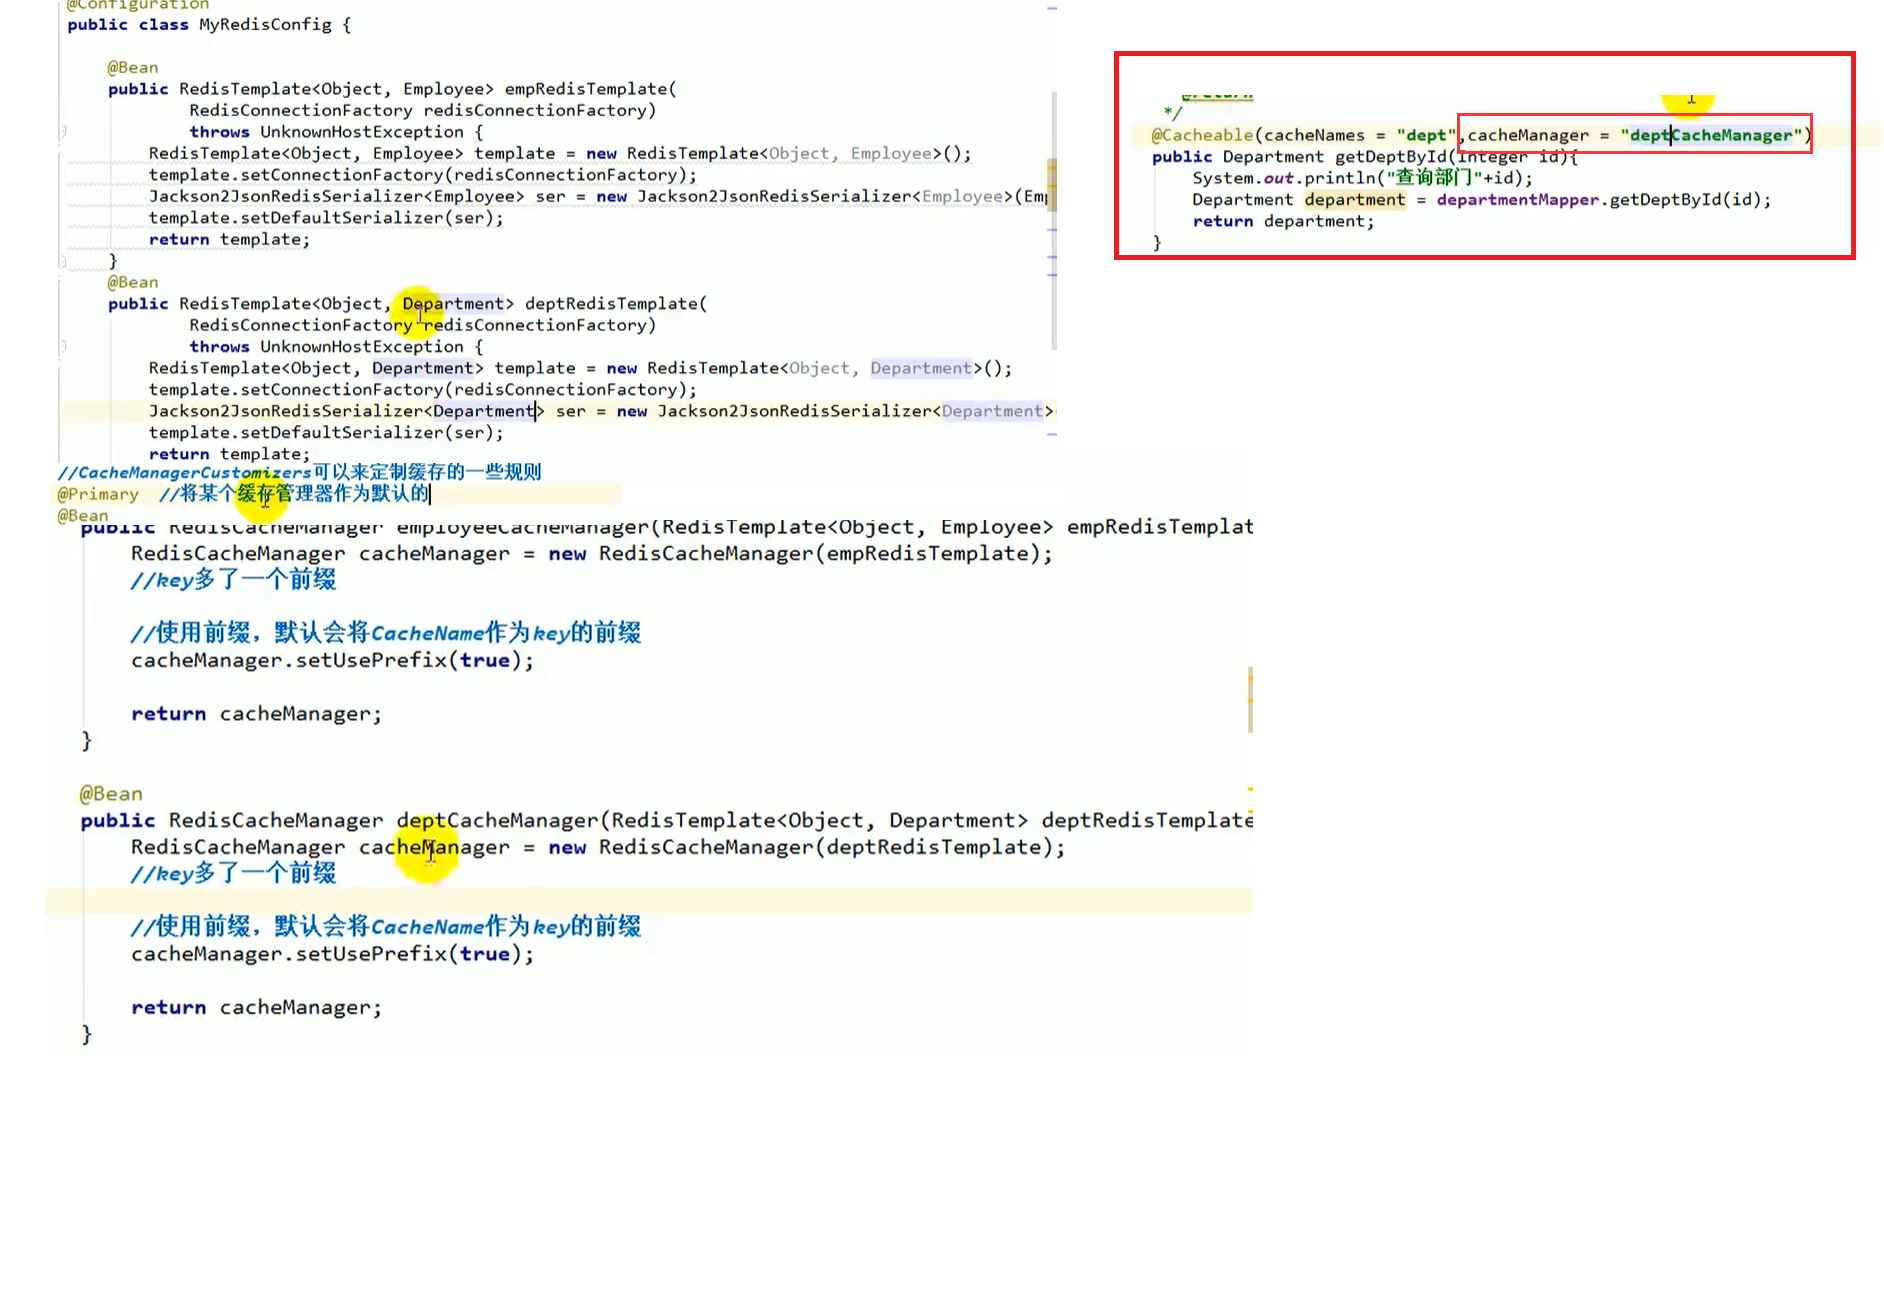 @Configuration
public class MyRedisConfig {
@Bean
public RedisTemplate<Object, Employee> empRedisTemplate(
RedisConnectionFactory redisConnectionFactory)
throws UnknownHostException {
RedisTemplate<Object, Employee> template = new RedisTemplate<Object, Employee>();
template.setConnectionFactory(redisConnectionFactory);
Jackson2JsonRedisSerializer<Employee> ser = new Jackson2JsonRedisSerializer<Employee>(Emp
template.setDefaultSerializer(ser);
return template;
}
@Bean
public RedisTemplate<Object, Department> deptRedisTemplate(
RedisConnectionFactory redisConnectionFactory)
throws UnknownHostException {
RedisTemplate<Object, Department> template = new RedisTemplate<Object, Department>();
template.setConnectionFactory(redisConnectionFactory);
Jackson2JsonRedisSerializer<Department> ser = new Jackson2JsonRedisSerializer<Department>
template.setDefaultSerializer(ser);
return template;
//CacheManagerCustomizers可以来定制缓存的一些规则
@Primary //将某个缓存管理器作为默认的
@Bean
public RedisCacheManager employeeCacheManager(RedisTemplate<Object, Employee> empRedisTemplat
RedisCacheManager cacheManager = new RedisCacheManager(empRedisTemplate);
//key多了一个前缀
//使用前缀，默认会将CacheName作为key的前缀
cacheManager.setUsePrefix(true);
return cacheManager;
}
@Bean
public RedisCacheManager deptCacheManager(RedisTemplate<Object, Department> deptRedisTemplate
RedisCacheManager cacheManager = new RedisCacheManager(deptRedisTemplate);
//key多了一个前缀
//使用前缀，默认会将CacheName作为key的前缀
cacheManager.setUsePrefix(true);
return cacheManager;
}
@return
*/
@Cacheable(cacheNames = "dept",cacheManager = "deptCacheManager")
public Department getDeptById(Integer id){
System.out.println("查询部门"+id);
Department department = departmentMapper.getDeptById(id);
return department;
}